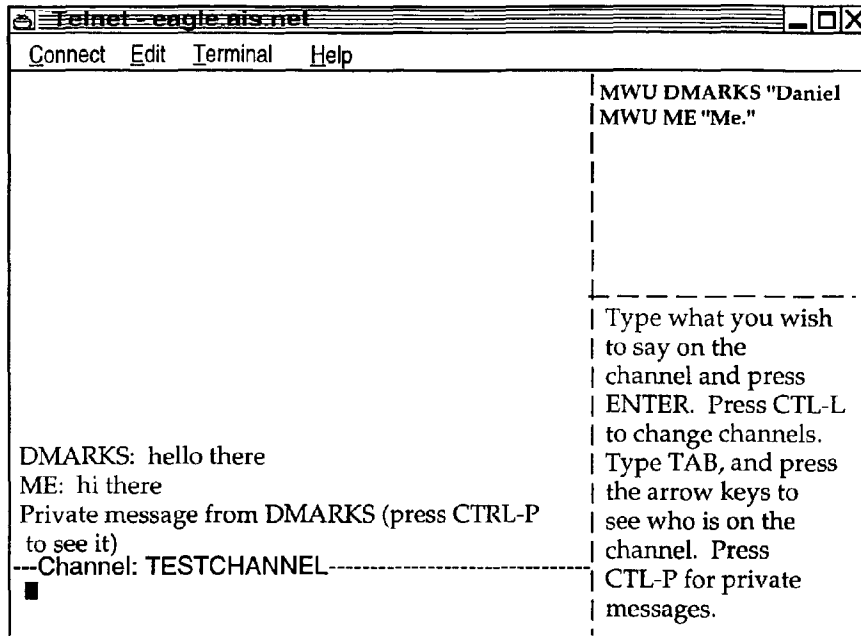 Telnet - eagle.ais.net
Connect Edit Terminal Help
MWU DMARKS "Daniel
MWU ME "Me."
DMARKS: hello there
ME: hi there
Private message from DMARKS (press CTRL-P
to see it)
---Channel: TESTCHANNEL------------------------------
Type what you wish
to say on the
channel and press
ENTER. Press CTL-L
to change channels.
Type TAB, and press
the arrow keys to
see who is on the
channel. Press
CTL-P for private
messages.